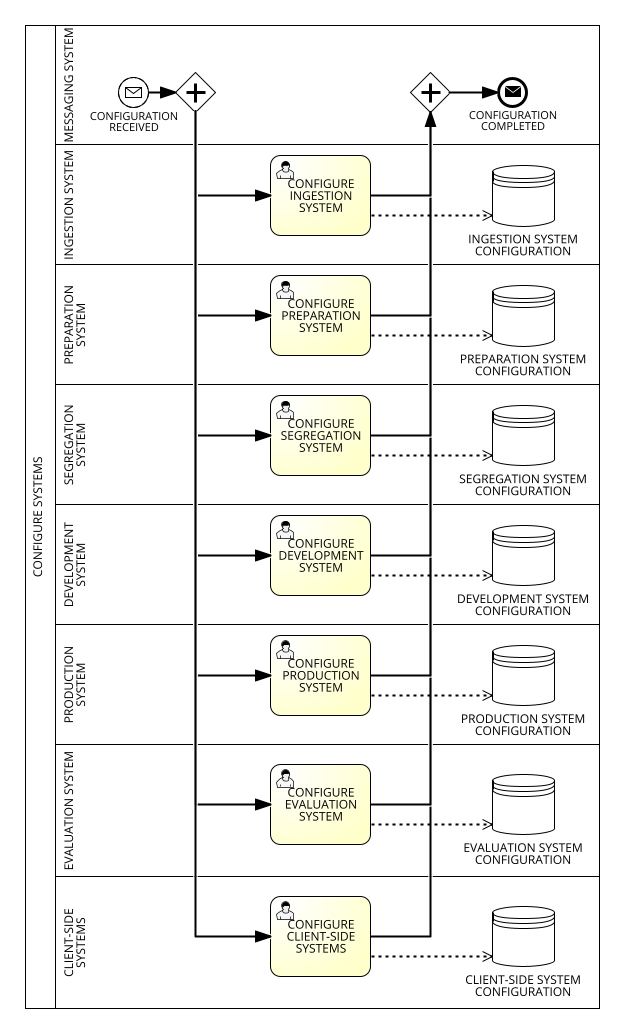 CONFIGURE SYSTEMS
MESSAGING SYSTEM
CONFIGURATION
RECEIVED
CONFIGURATION
COMPLETED
INGESTION SYSTEM
CONFIGURE
INGESTION
SYSTEM
INGESTION SYSTEM
CONFIGURATION
PREPARATION
SYSTEM
CONFIGURE
PREPARATION
SYSTEM
PREPARATION SYSTEM
CONFIGURATION
SEGREGATION
SYSTEM
CONFIGURE
SEGREGATION
SYSTEM
SEGREGATION SYSTEM
CONFIGURATION
DEVELOPMENT
SYSTEM
CONFIGURE
DEVELOPMENT
SYSTEM
DEVELOPMENT SYSTEM
CONFIGURATION
PRODUCTION
SYSTEM
CONFIGURE
PRODUCTION
SYSTEM
PRODUCTION SYSTEM
CONFIGURATION
EVALUATION SYSTEM
CONFIGURE
EVALUATION
SYSTEM
EVALUATION SYSTEM
CONFIGURATION
CLIENT-SIDE
SYSTEMS
CONFIGURE
CLIENT-SIDE
SYSTEMS
CLIENT-SIDE SYSTEM
CONFIGURATION